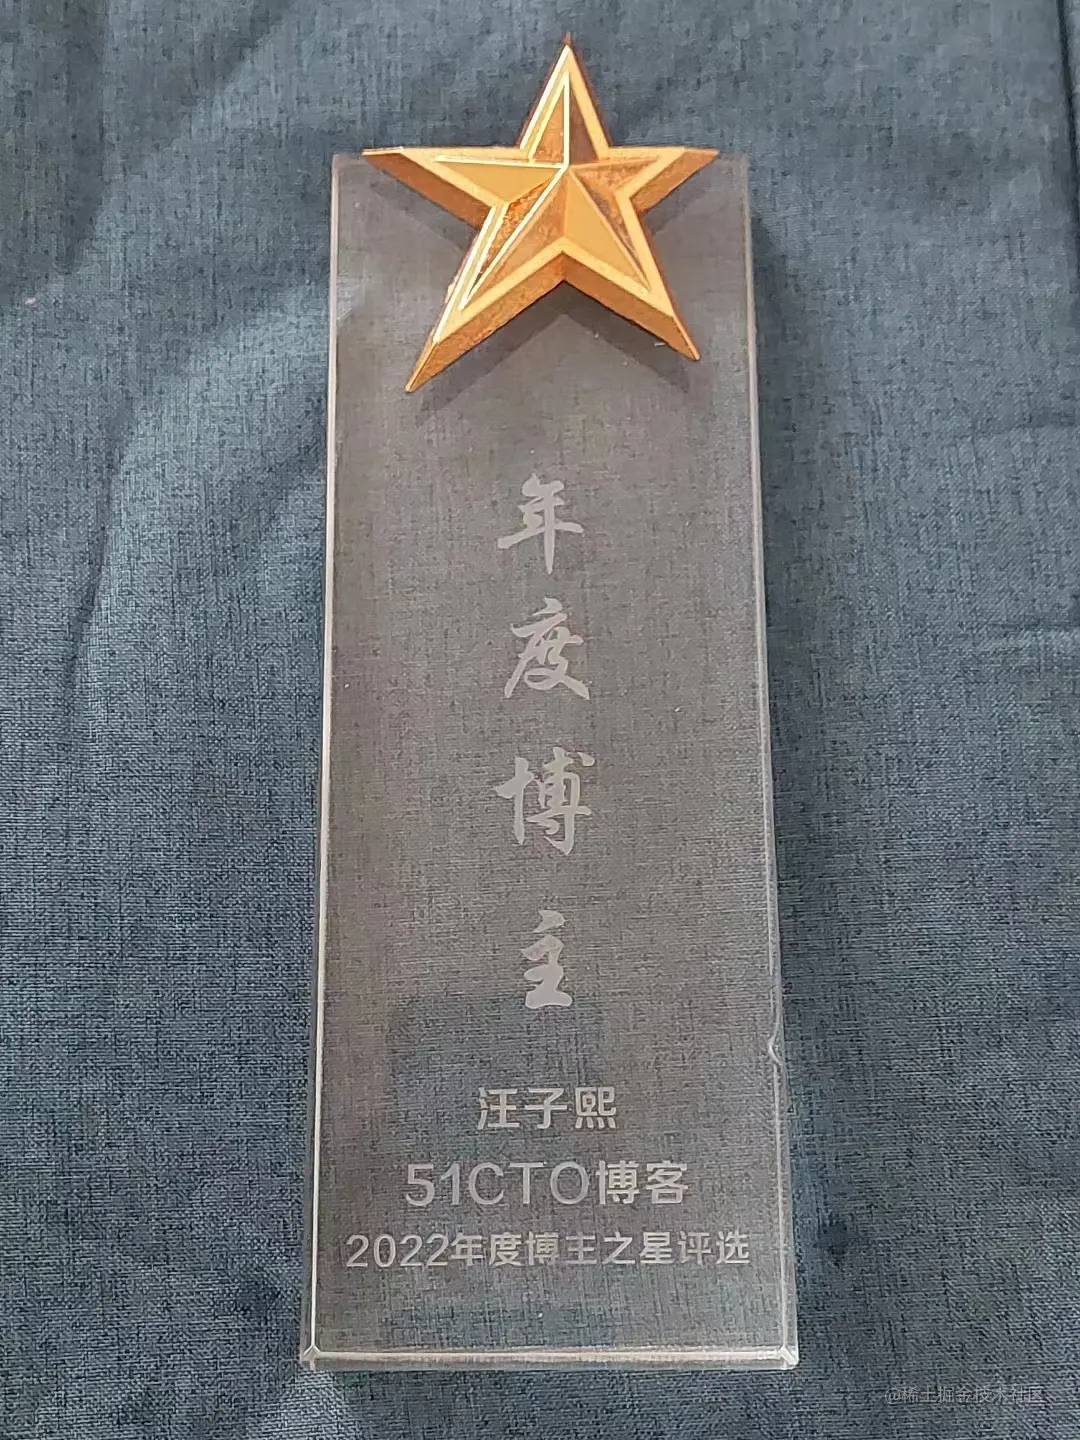 年度博主
汪子熙
51CTO博客
2022年度博主之星评选
@稀土掘金技术社区